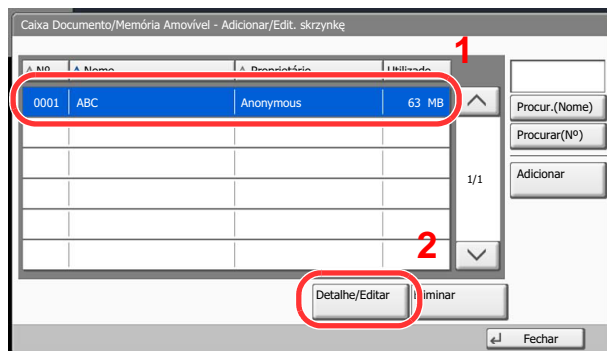 Caixa Documento/Memória Amovível - Adicionar/Edit. skrzynkę
1
Nº Nome Proprietário Utilizado
0001 ABC Anonymous 63 MB
Procur.(Nome)
Procurar(Nº)
1/1
Adicionar
2
Detalhe/Editar
Eliminar
Fechar